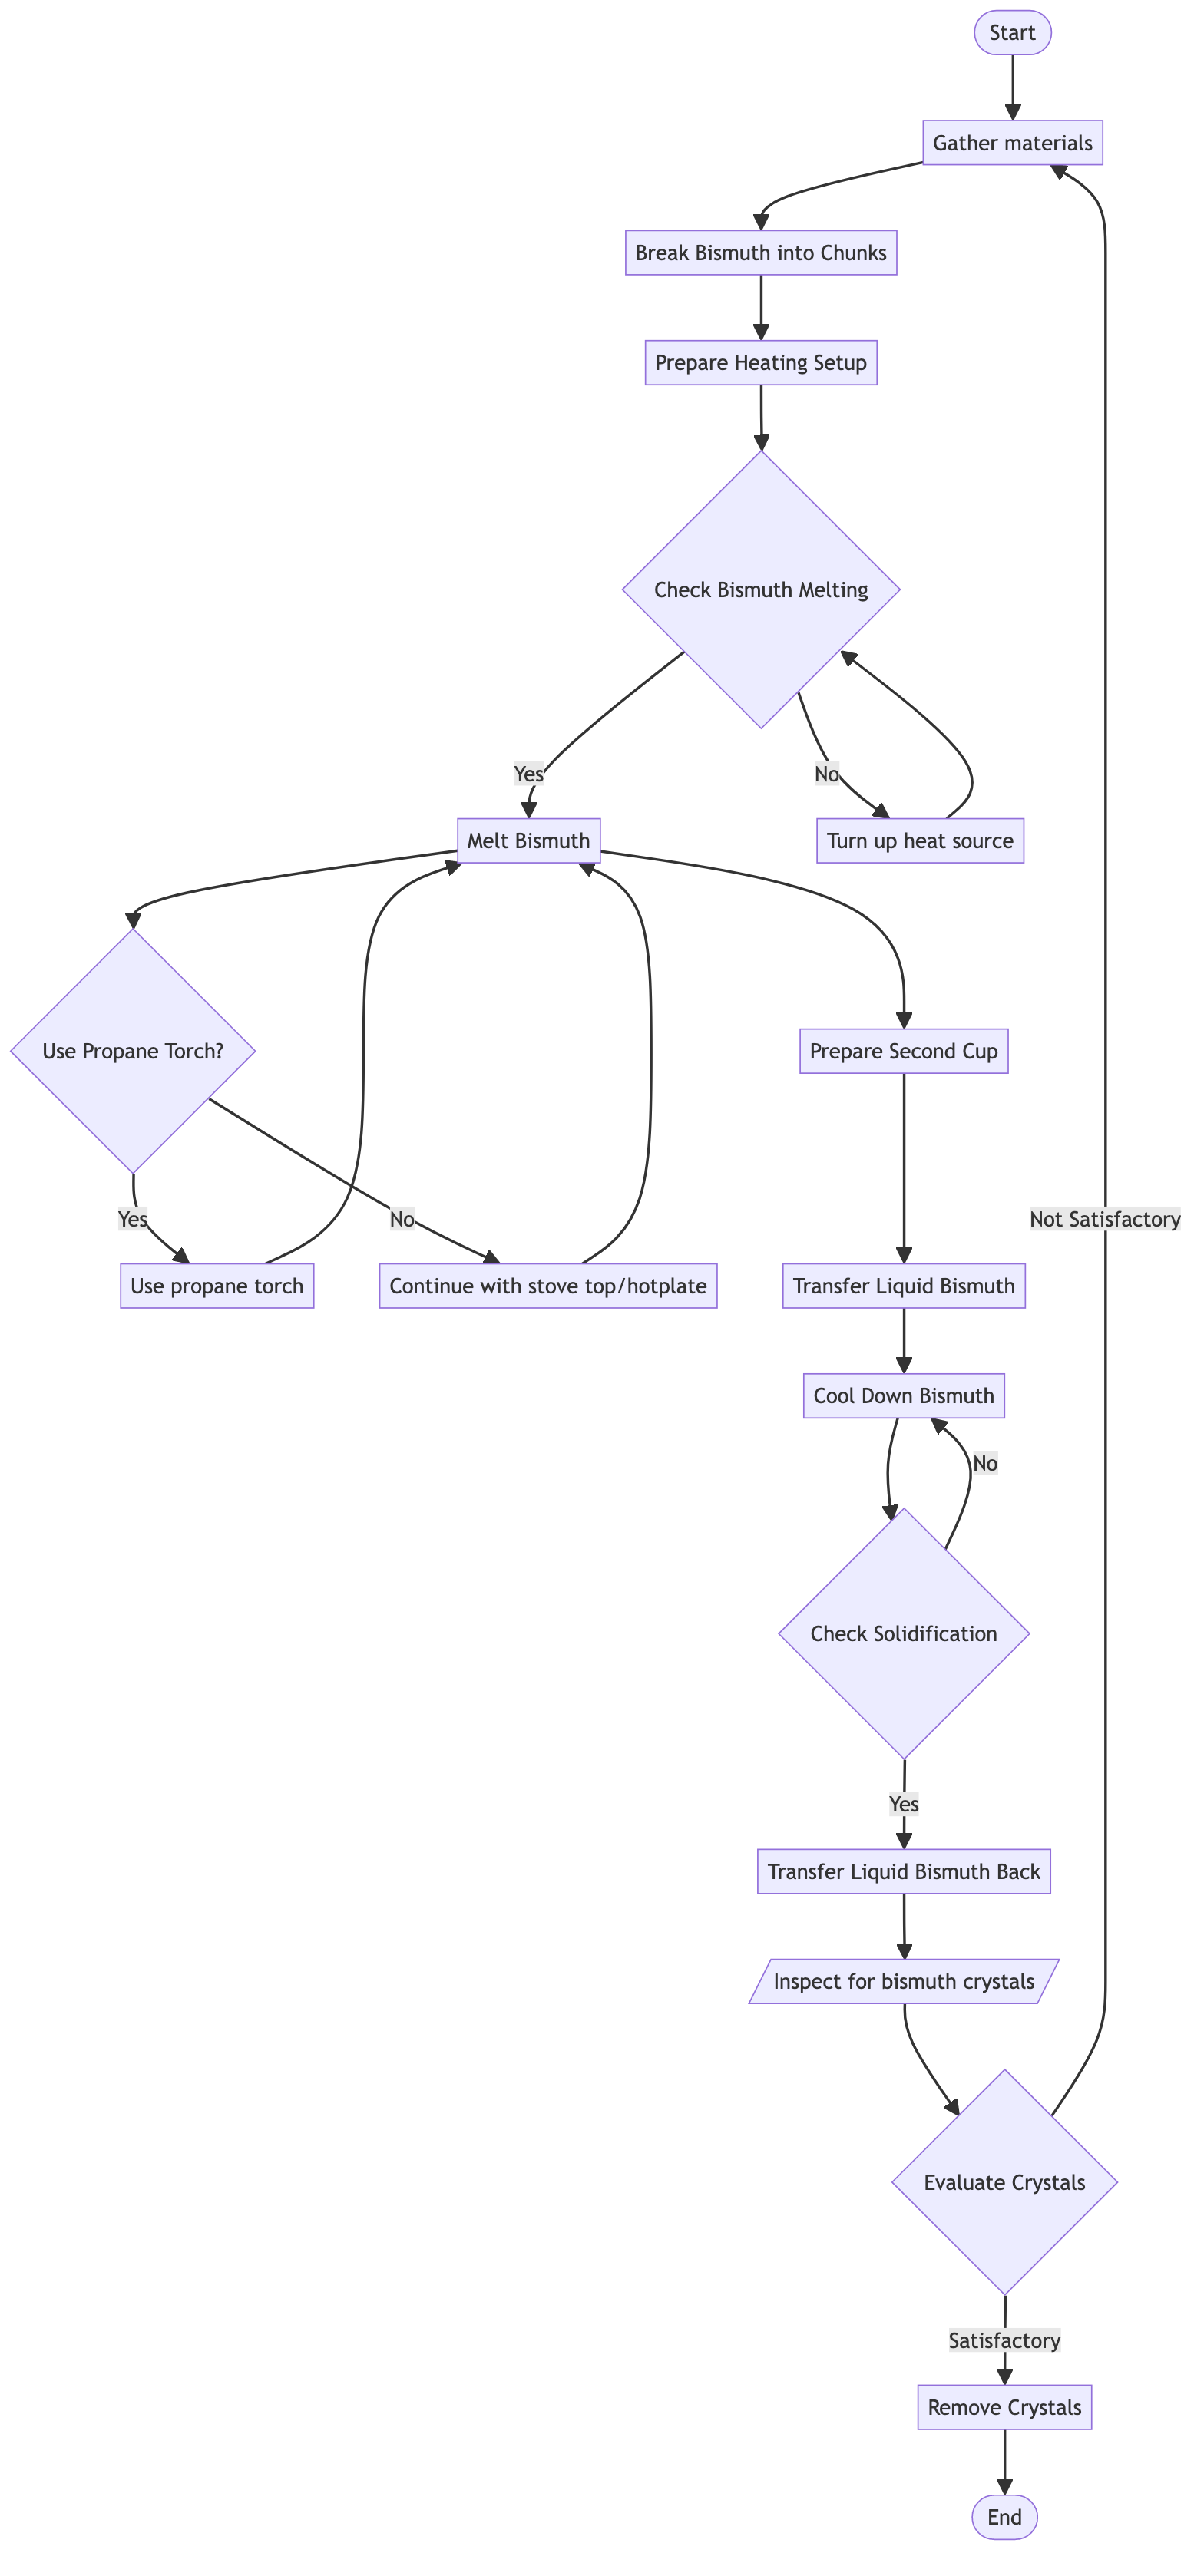 Start
Gather materials
Break Bismuth into Chunks
Prepare Heating Setup
Check Bismuth Melting
Yes
No
Melt Bismuth
Turn up heat source
Use Propane Torch?
Prepare Second Cup
Yes
No
Not Satisfactory
Use propane torch
Continue with stove top/hotplate
Transfer Liquid Bismuth
Cool Down Bismuth
No
Check Solidification
Yes
Transfer Liquid Bismuth Back
Inspect for bismuth crystals
Evaluate Crystals
Satisfactory
Remove Crystals
End